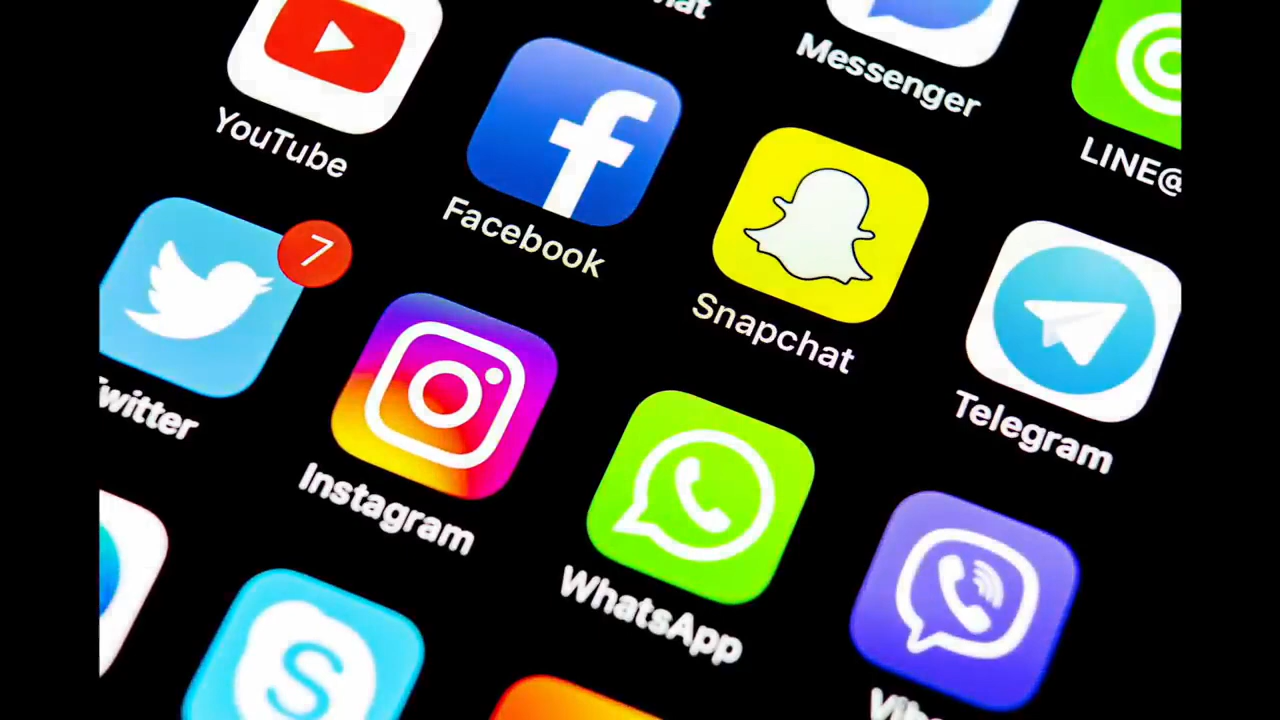 Messenger
YouTube
LINE@
Facebook
Snapchat
7
Twitter
Telegram
Instagram
WhatsApp
S